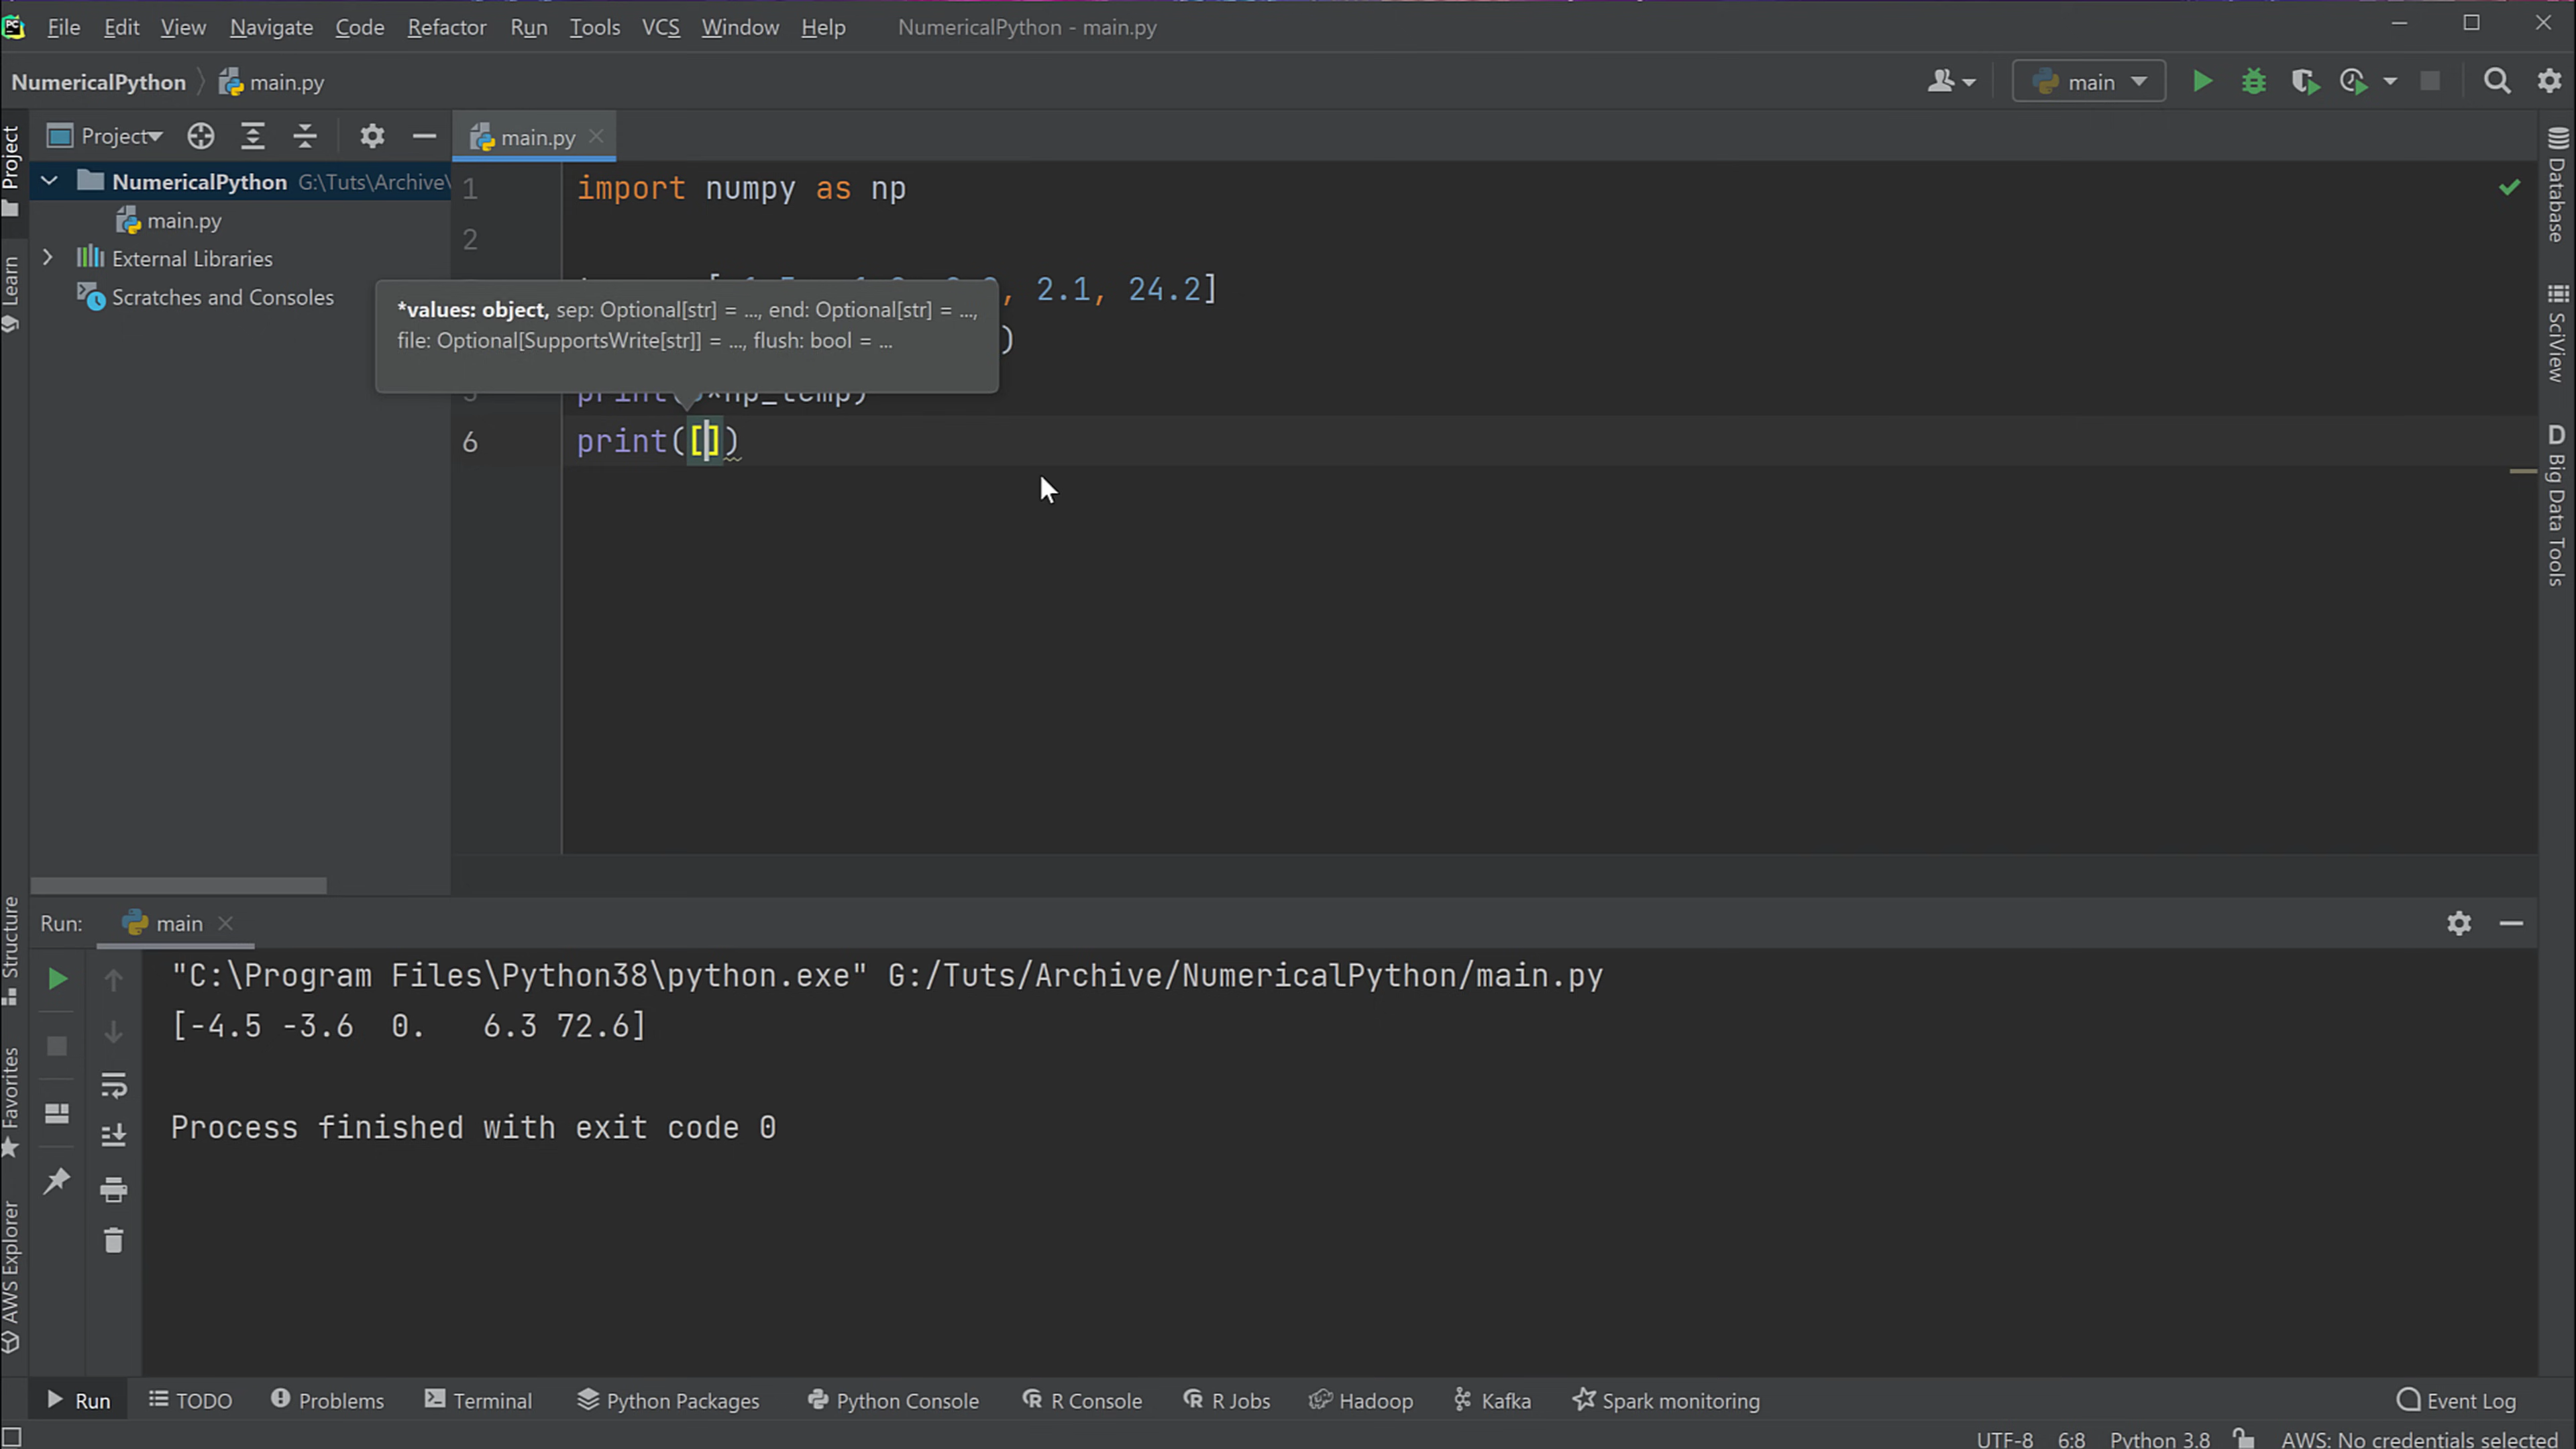 File Edit View Navigate Code Refactor Run Tools VCS Window Help NumericalPython - main.py
NumericalPython main.py main
Project main.py
NumericalPython G:\Tuts\Archive\
main.py
External Libraries
Scratches and Consoles
Project
Learn
Structure
Favorites
AWS Explorer
1 import numpy as np
2
, 2.1, 24.2]
)
*values: object, sep: Optional[str] = ..., end: Optional[str] = ...,
file: Optional[SupportsWrite[str]] = ..., flush: bool = ...
print( *np_temp)
6 print([])
Database
SciView
D Big Data Tools
Run: main
"C:\Program Files\Python38\python.exe" G:/Tuts/Archive/NumericalPython/main.py
[-4.5 -3.6 0. 6.3 72.6]
Process finished with exit code 0
Run TODO Problems Terminal Python Packages Python Console R Console R Jobs Hadoop Kafka Spark monitoring Event Log
UTF-8 6:8 Python 3.8 AWS: No credentials selected